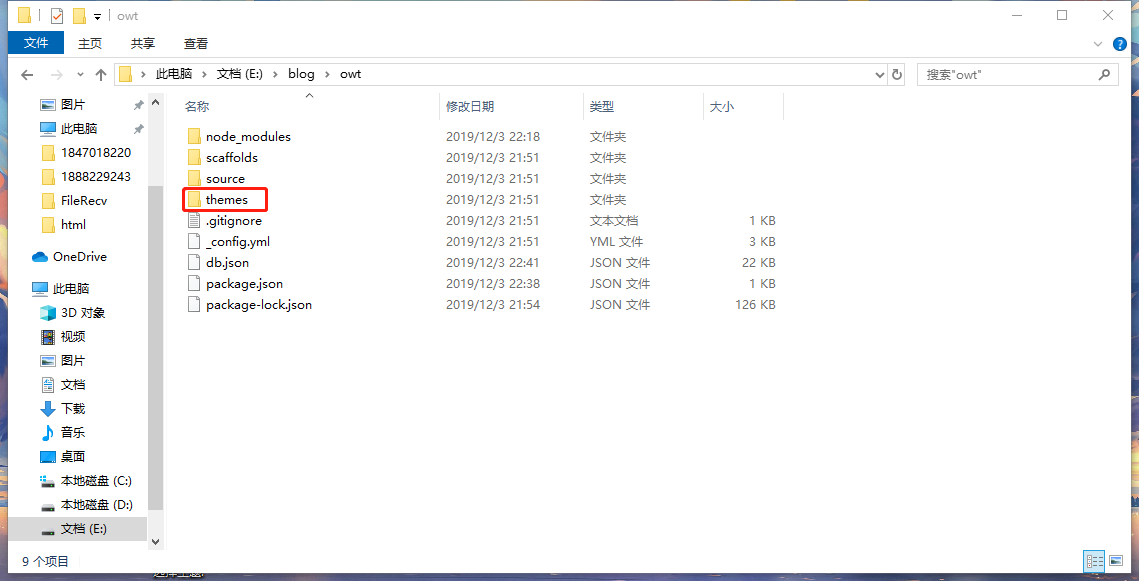 owt
文件 主页 共享 查看
此电脑 文档 (E:) blog owt 搜索"owt"
名称 修改日期 类型 大小
node_modules 2019/12/3 22:18 文件夹
scaffolds 2019/12/3 21:51 文件夹
source 2019/12/3 21:51 文件夹
themes 2019/12/3 21:51 文件夹
.gitignore 2019/12/3 21:51 文本文档 1 KB
_config.yml 2019/12/3 21:51 YML 文件 3 KB
db.json 2019/12/3 22:41 JSON 文件 22 KB
package.json 2019/12/3 22:38 JSON 文件 1 KB
package-lock.json 2019/12/3 21:54 JSON 文件 126 KB
图片
此电脑
1847018220
1888229243
FileRecv
html
OneDrive
此电脑
3D 对象
视频
图片
文档
下载
音乐
桌面
本地磁盘 (C:)
本地磁盘 (D:)
文档 (E:)
9 个项目